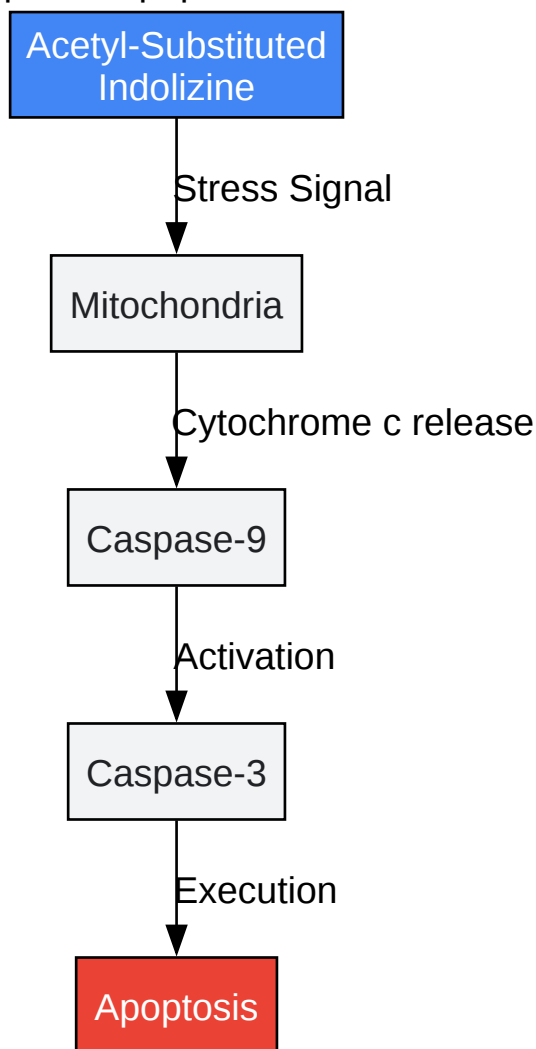 Acetyl-Substituted
Indolizine
Stress Signal
Mitochondria
Cytochrome c release
Caspase-9
Activation
Caspase-3
Execution
Apoptosis